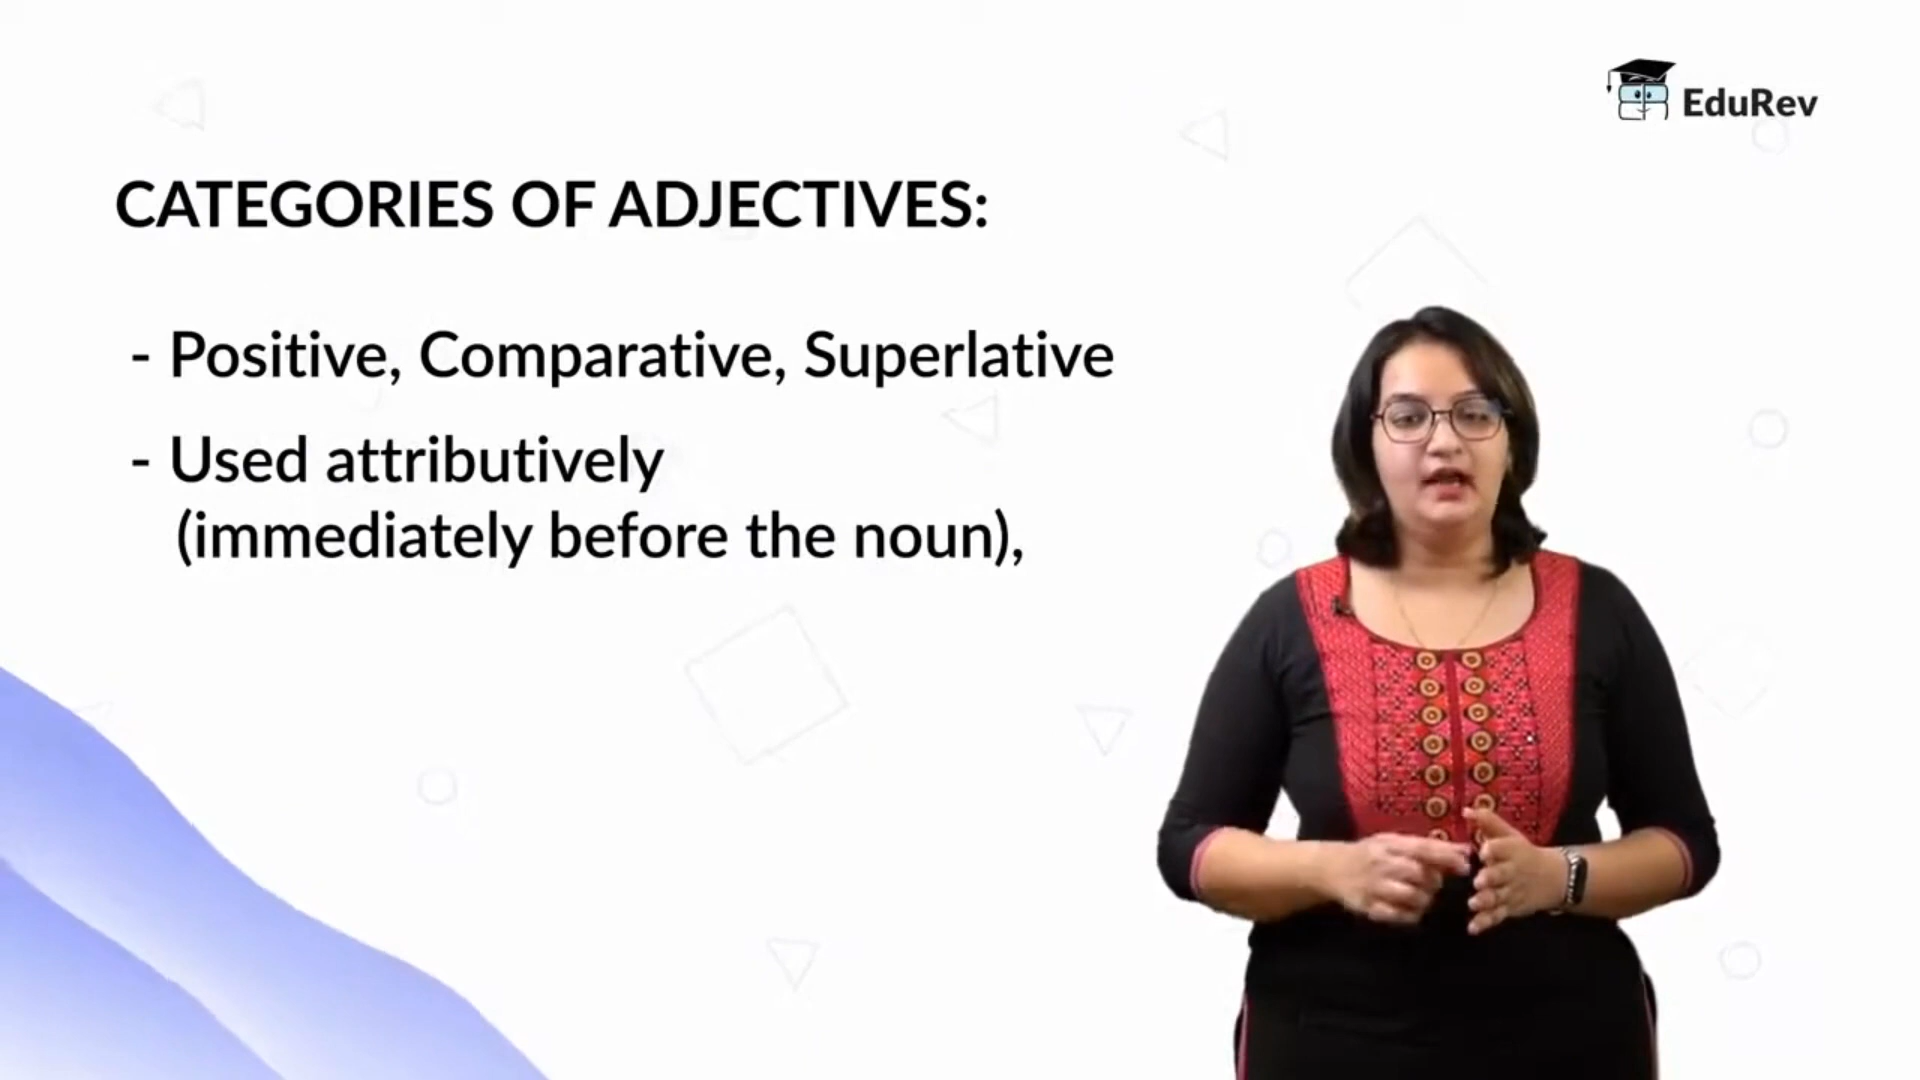 EduRev
CATEGORIES OF ADJECTIVES:
- Positive, Comparative, Superlative
- Used attributively
(immediately before the noun),